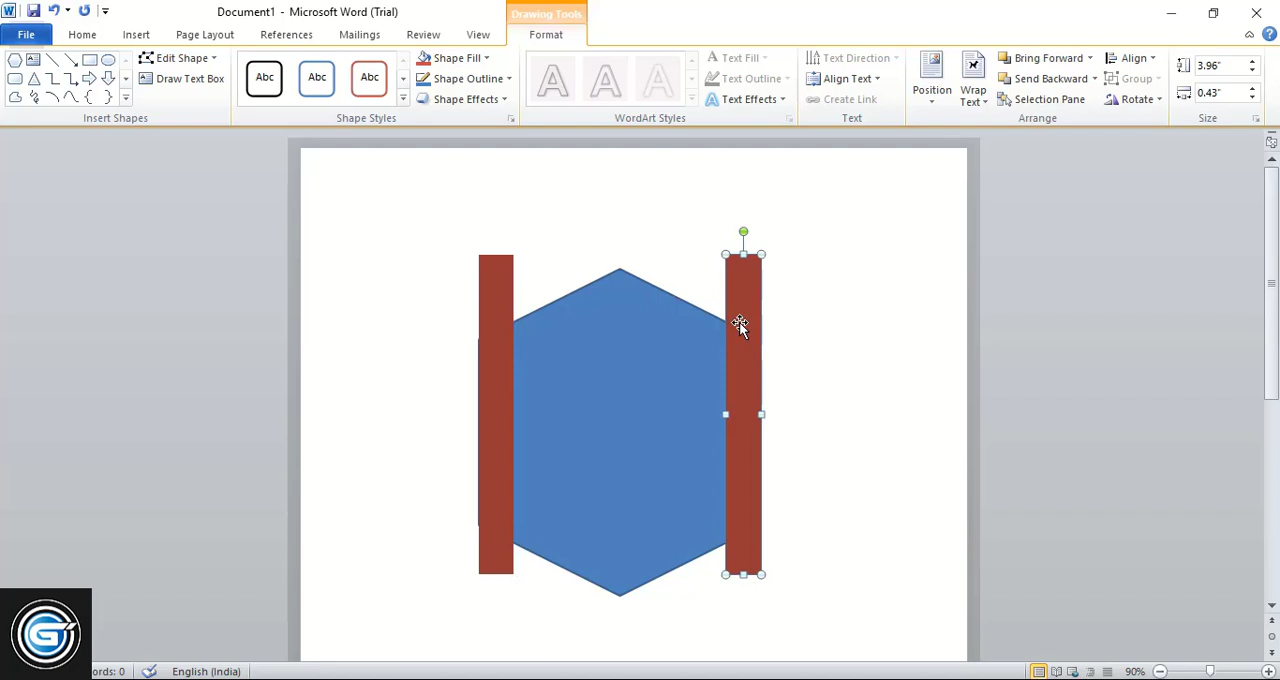 Document1 - Microsoft Word (Trial)
Drawing Tools
File Home Insert Page Layout References Mailings Review View Format
Edit Shape
Draw Text Box
Insert Shapes
Abc Abc Abc
Shape Fill
Shape Outline
Shape Effects
Shape Styles
A A A
Text Fill
Text Outline
Text Effects
WordArt Styles
Text Direction
Align Text
Create Link
Text
Position
Wrap
Text
Bring Forward
Send Backward
Selection Pane
Align
Group
Rotate
Arrange
3.96"
0.43"
Size
ords: 0 English (India) 90%